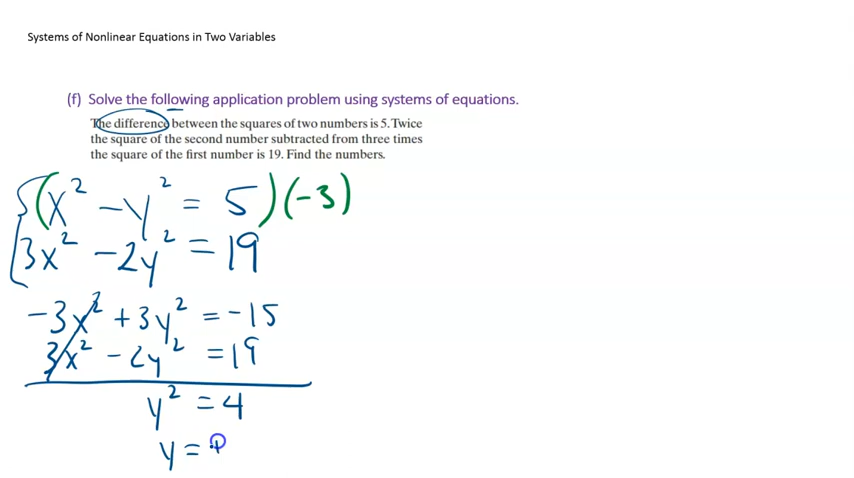 Systems of Nonlinear Equations in Two Variables
(f) Solve the following application problem using systems of equations.
The difference between the squares of two numbers is 5. Twice
the square of the second number subtracted from three times
the square of the first number is 19. Find the numbers.
(x² - y² = 5)(-3)
3x² - 2y² = 19
-3x² + 3y² = -15
3x² - 2y² = 19
y² = 4
y =